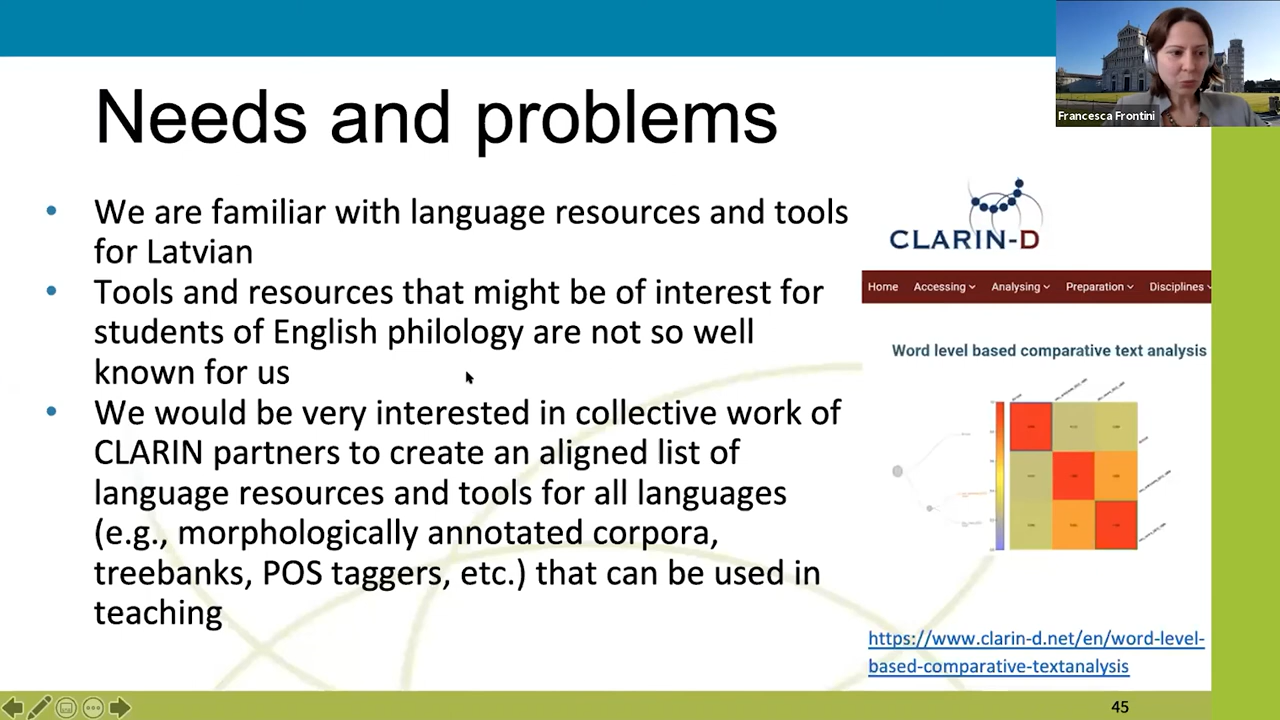 Needs and problems
Francesca Frontini
• We are familiar with language resources and tools
for Latvian
• Tools and resources that might be of interest for
students of English philology are not so well
known for us
• We would be very interested in collective work of
CLARIN partners to create an aligned list of
language resources and tools for all languages
(e.g., morphologically annotated corpora,
treebanks, POS taggers, etc.) that can be used in
teaching
CLARIN-D
Home Accessing Analysing Preparation Disciplines
Word level based comparative text analysis
https://www.clarin-d.net/en/word-level-
based-comparative-textanalysis
45